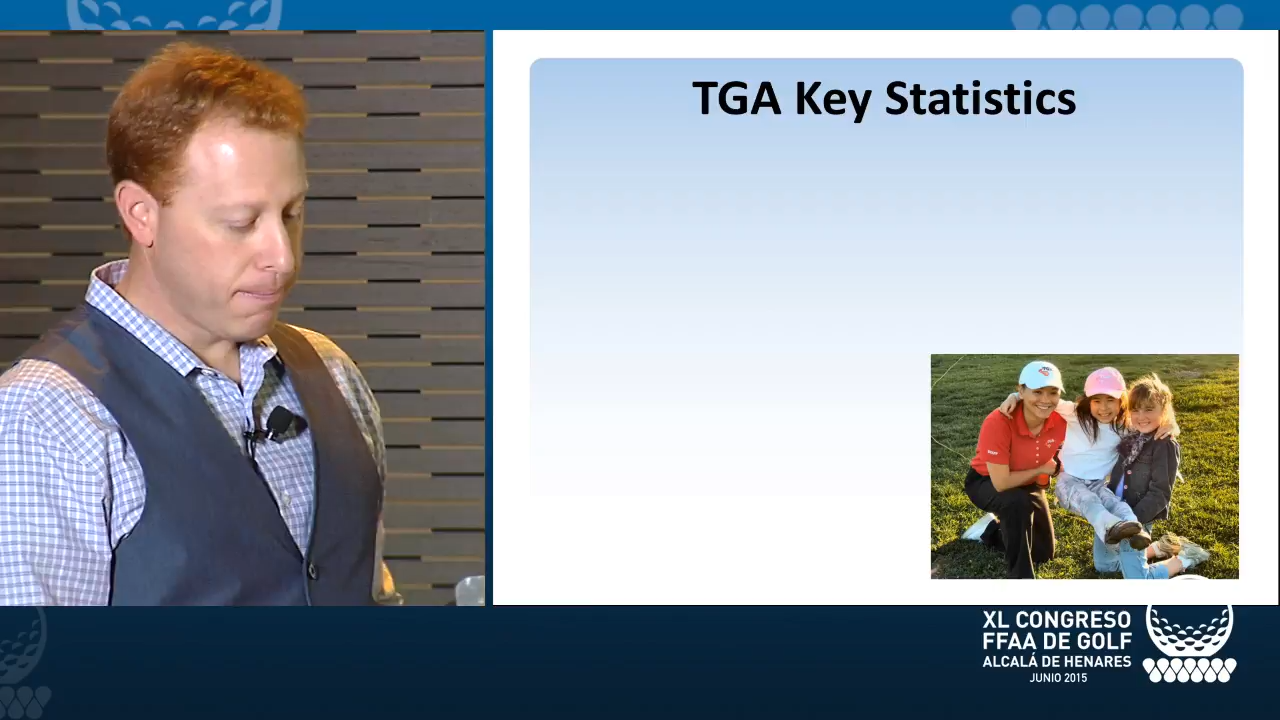 TGA Key Statistics
XL CONGRESO
FFAA DE GOLF
ALCALÁ DE HENARES
JUNIO 2015